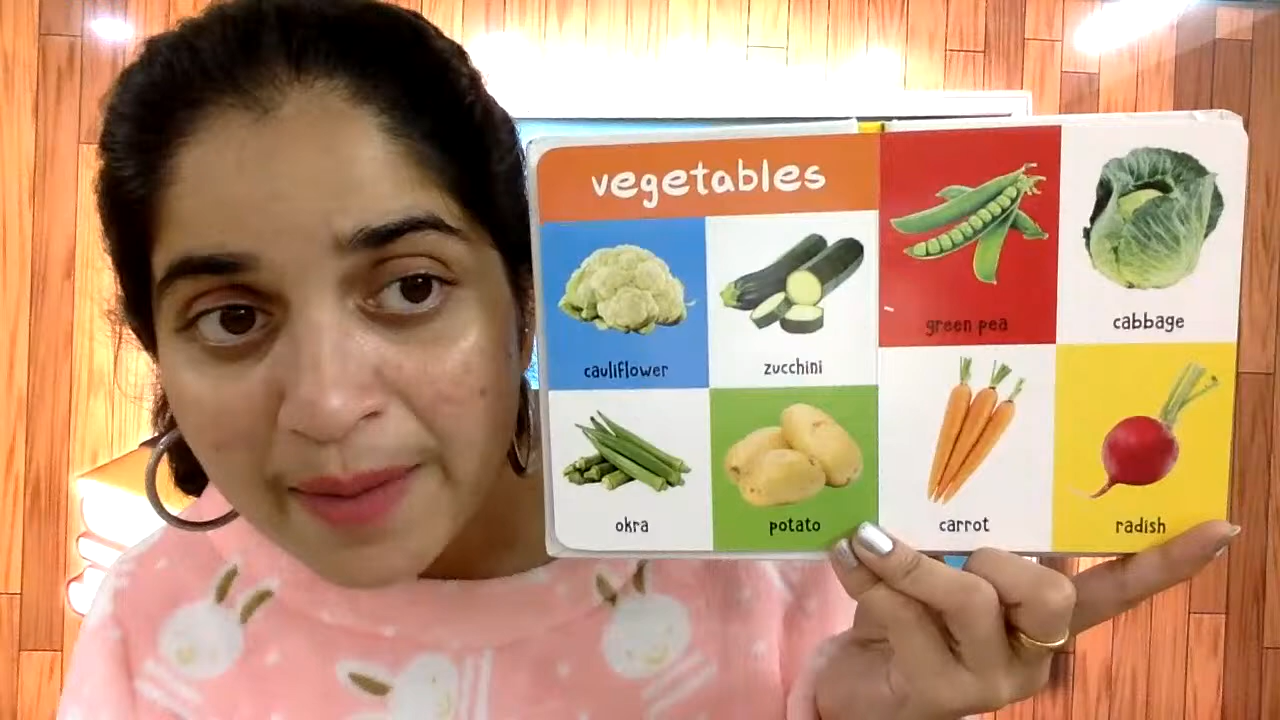 vegetables
cauliflower
zucchini
okra
potato
green pea
cabbage
carrot
radish